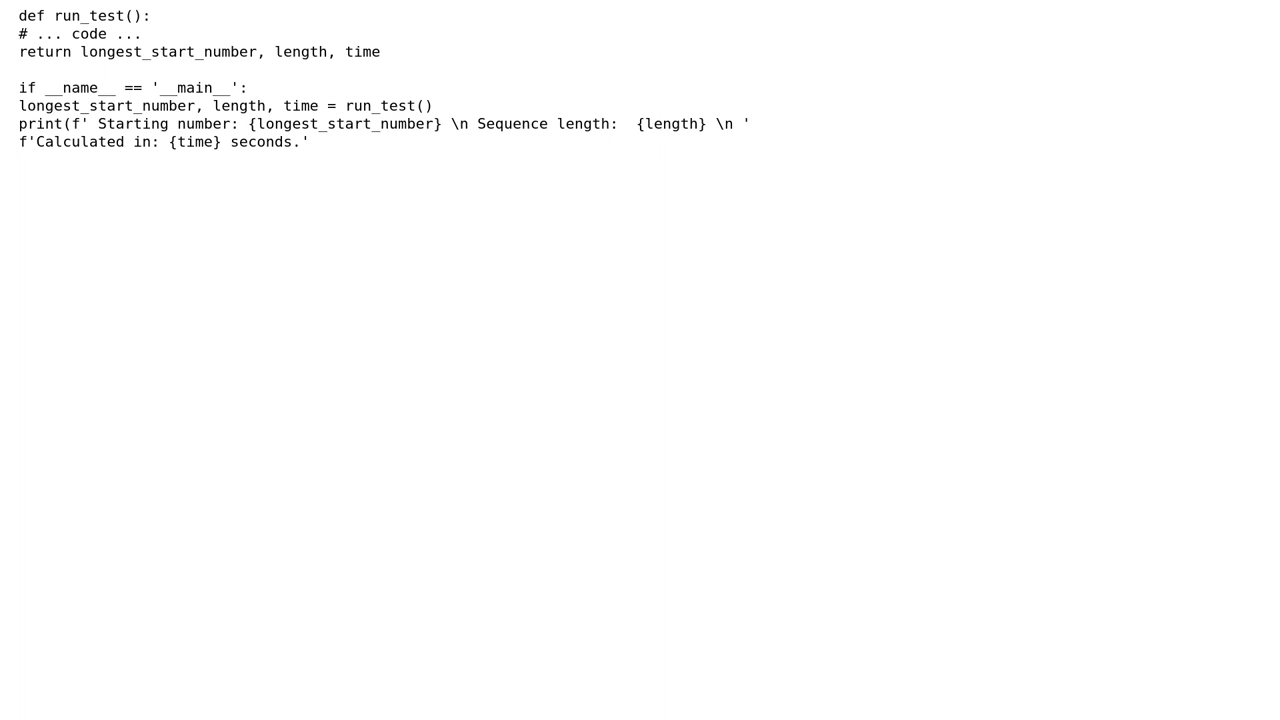 def run_test():
# ... code ...
return longest_start_number, length, time

if __name__ == '__main__':
longest_start_number, length, time = run_test()
print(f' Starting number: {longest_start_number} \n Sequence length:  {length} \n '
f'Calculated in: {time} seconds.'